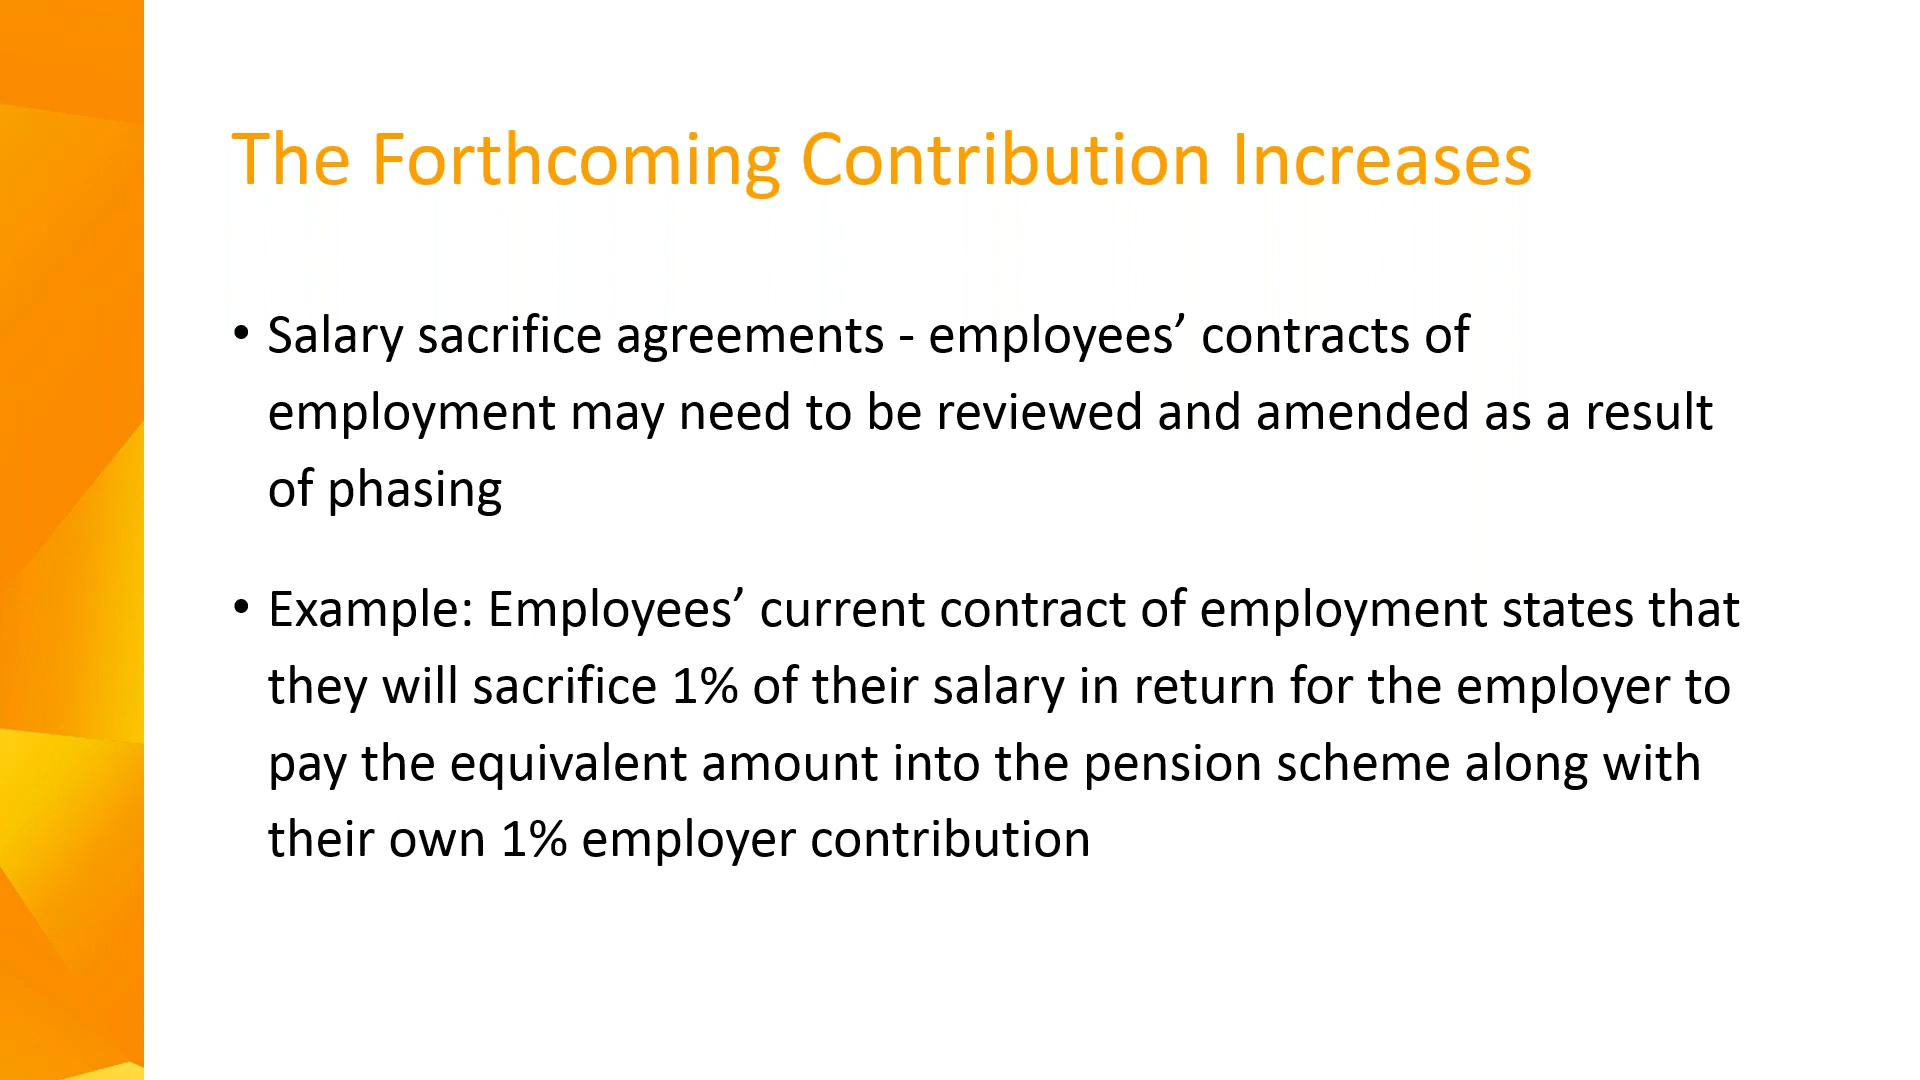 The Forthcoming Contribution Increases
• Salary sacrifice agreements - employees’ contracts of
employment may need to be reviewed and amended as a result
of phasing
• Example: Employees’ current contract of employment states that
they will sacrifice 1% of their salary in return for the employer to
pay the equivalent amount into the pension scheme along with
their own 1% employer contribution